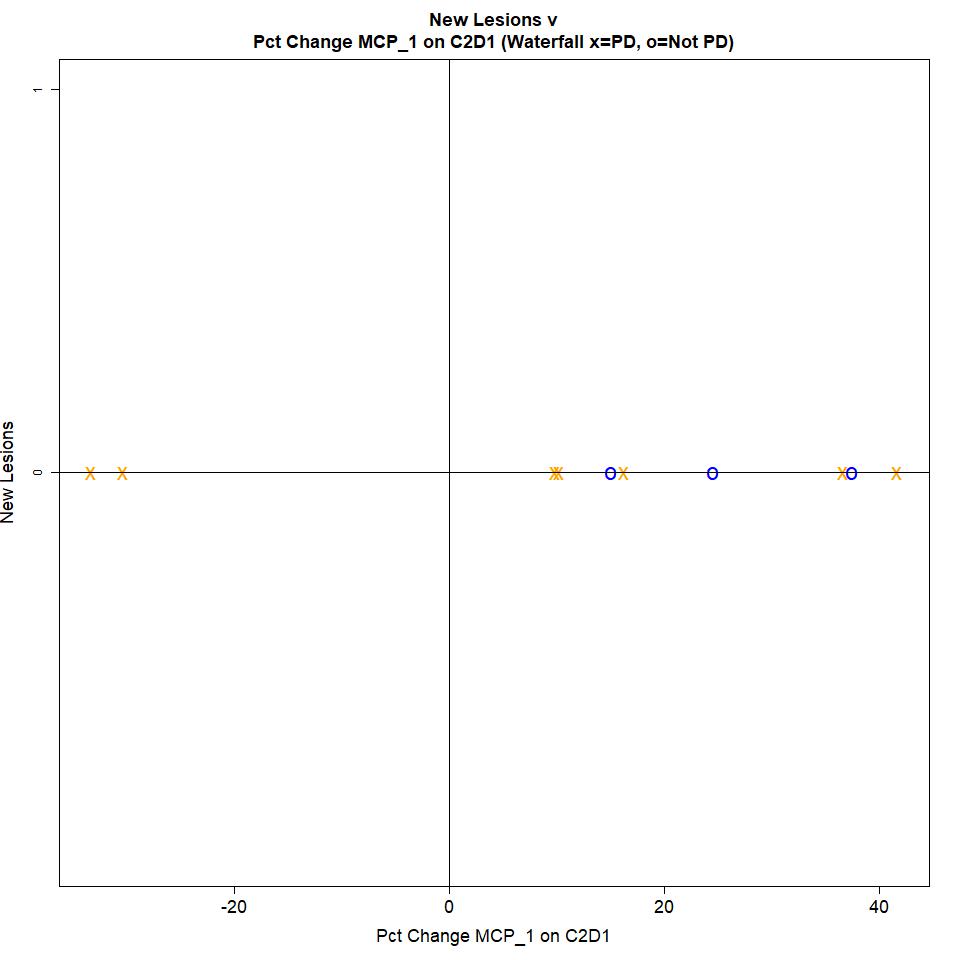 New Lesions v
Pct Change MCP_1 on C2D1 (Waterfall x=PD, o=Not PD)
1
New Lesions
0
x x xx o x o x o x
-20 0 20 40
Pct Change MCP_1 on C2D1